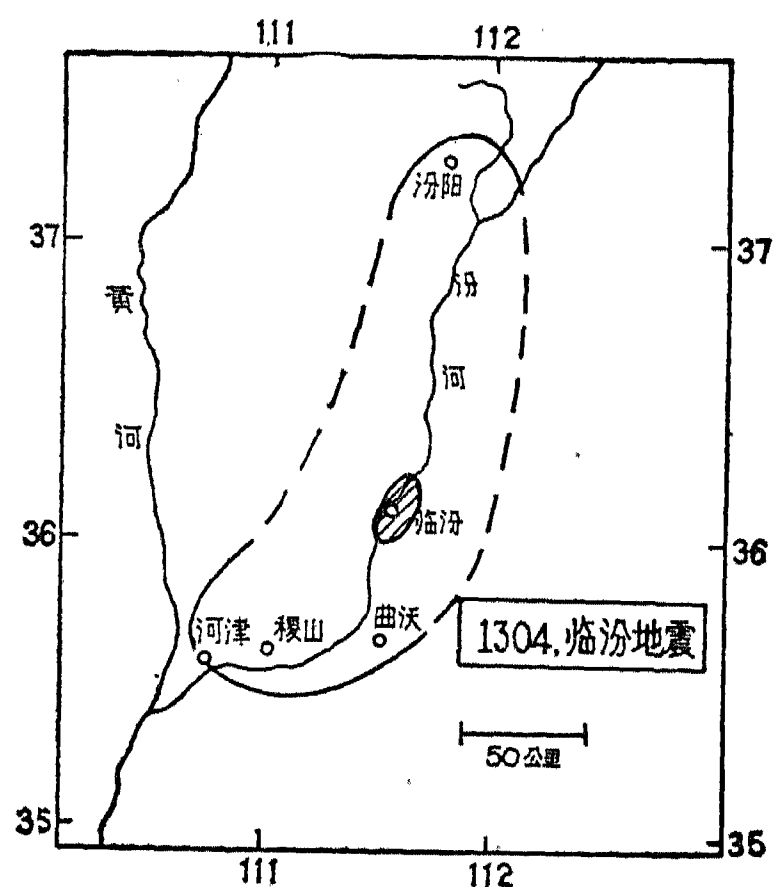 111 112
汾阳
37 37
黄河
汾河
临汾
36 36
河津 稷山 曲沃
1304,临汾地震
50公里
35 35
111 112